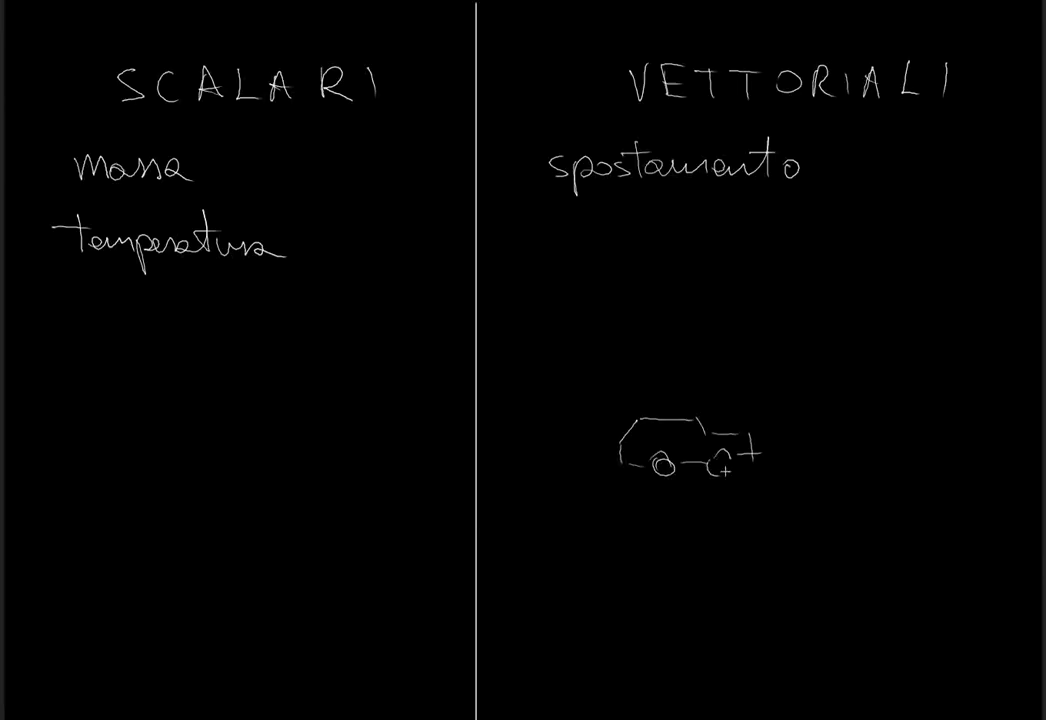 SCALARI
VETTORIALI
massa
spostamento
temperatura